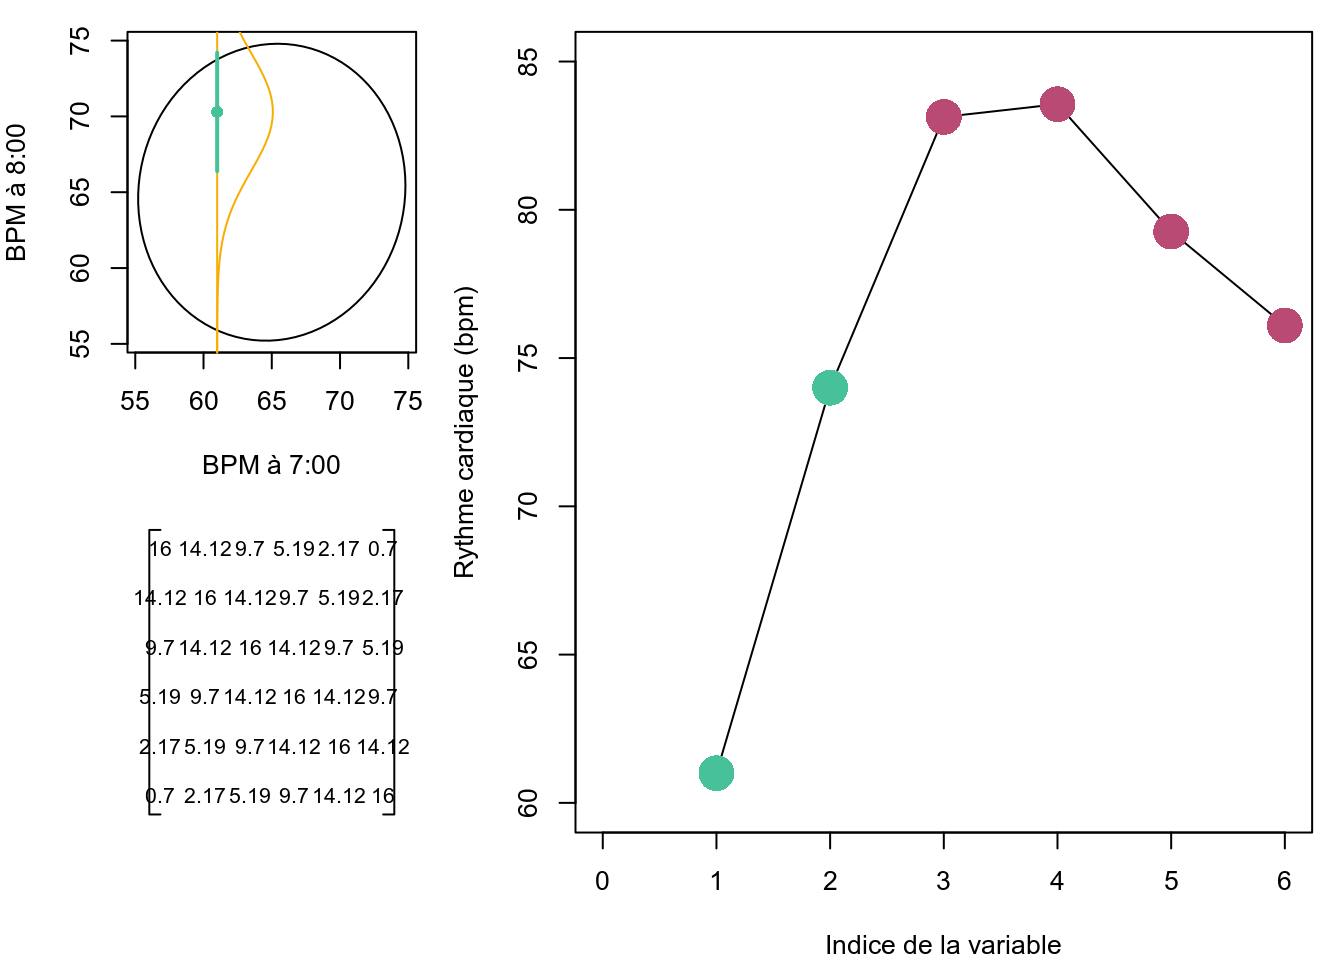 BPM à 8:00
75
70
65
60
55
55 60 65 70 75
BPM à 7:00
16 14.12 9.7 5.19 2.17 0.7
14.12 16 14.12 9.7 5.19 2.17
9.7 14.12 16 14.12 9.7 5.19
5.19 9.7 14.12 16 14.12 9.7
2.17 5.19 9.7 14.12 16 14.12
0.7 2.17 5.19 9.7 14.12 16
Rythme cardiaque (bpm)
85
80
75
70
65
60
0 1 2 3 4 5 6
Indice de la variable